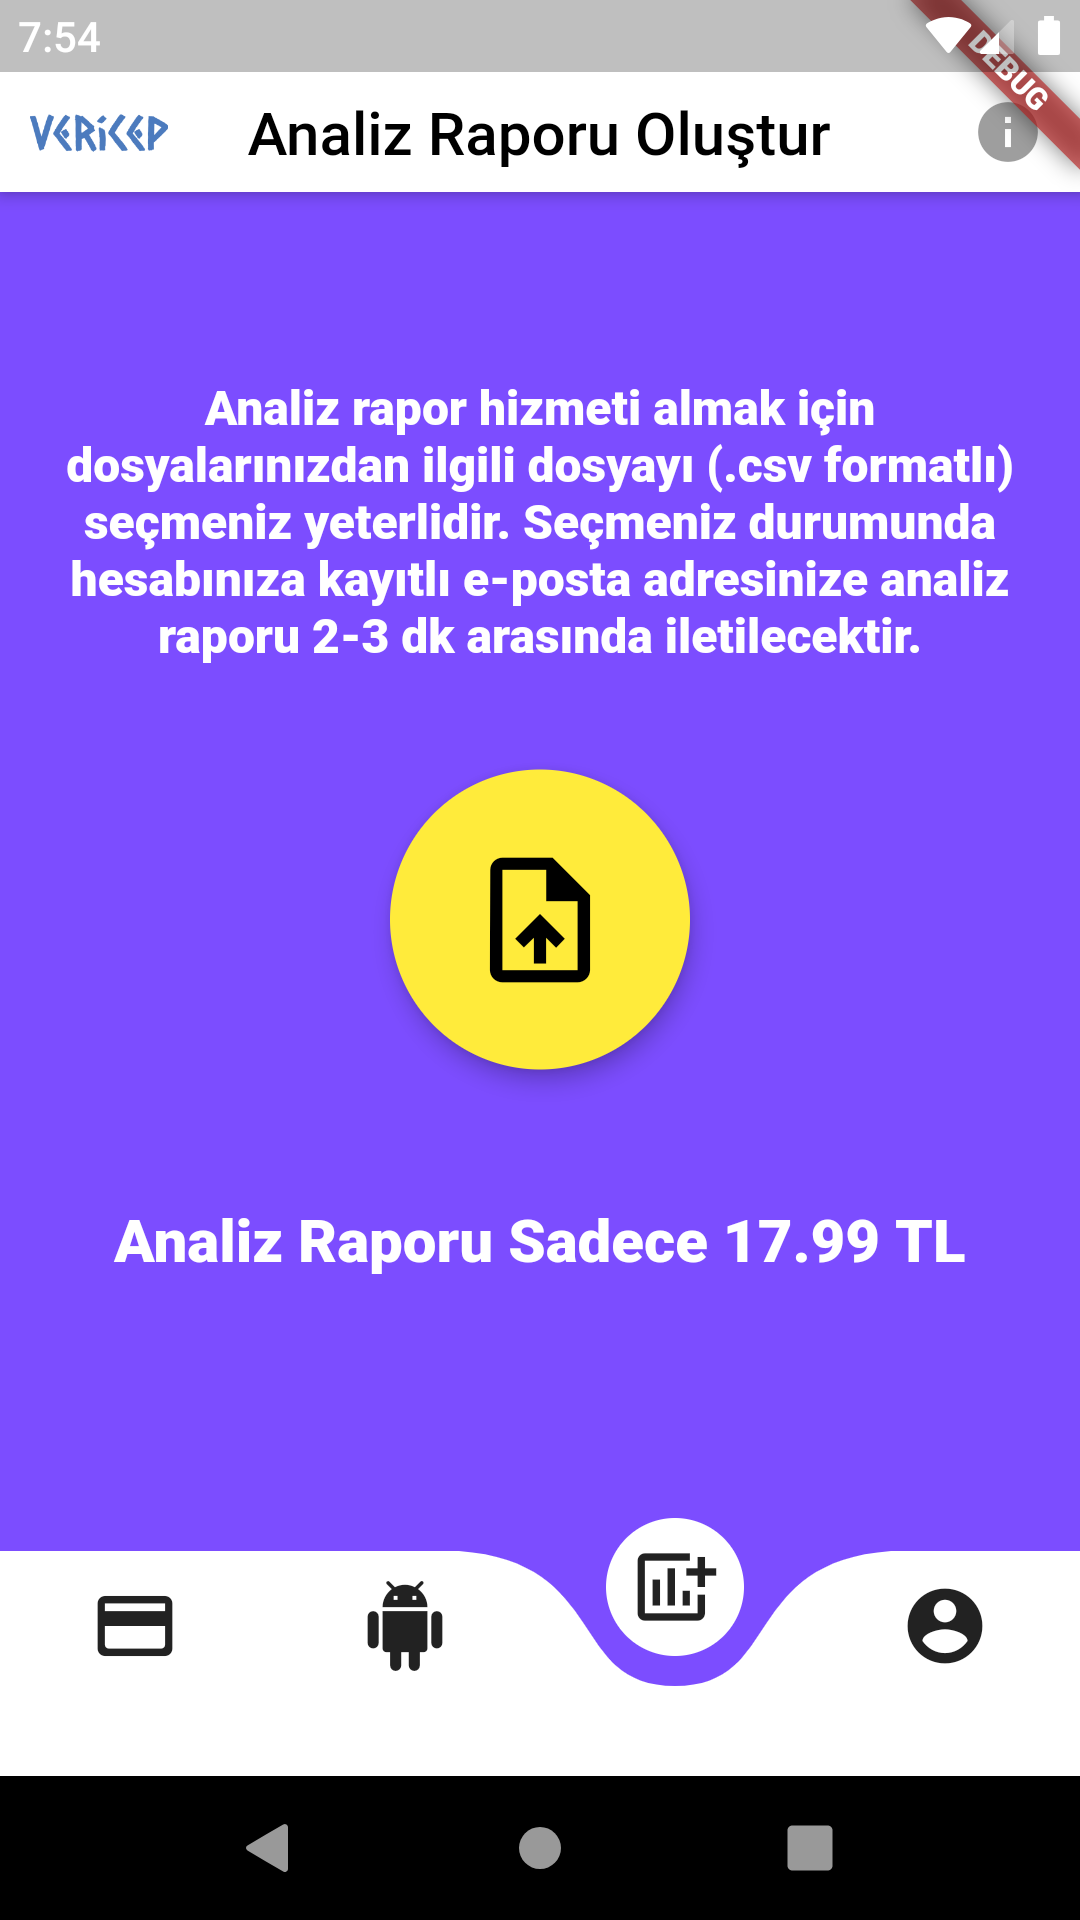 7:54
DEBUG
VERiCEP
Analiz Raporu Oluştur
Analiz rapor hizmeti almak için
dosyalarınızdan ilgili dosyayı (.csv formatlı)
seçmeniz yeterlidir. Seçmeniz durumunda
hesabınıza kayıtlı e-posta adresinize analiz
raporu 2-3 dk arasında iletilecektir.
Analiz Raporu Sadece 17.99 TL